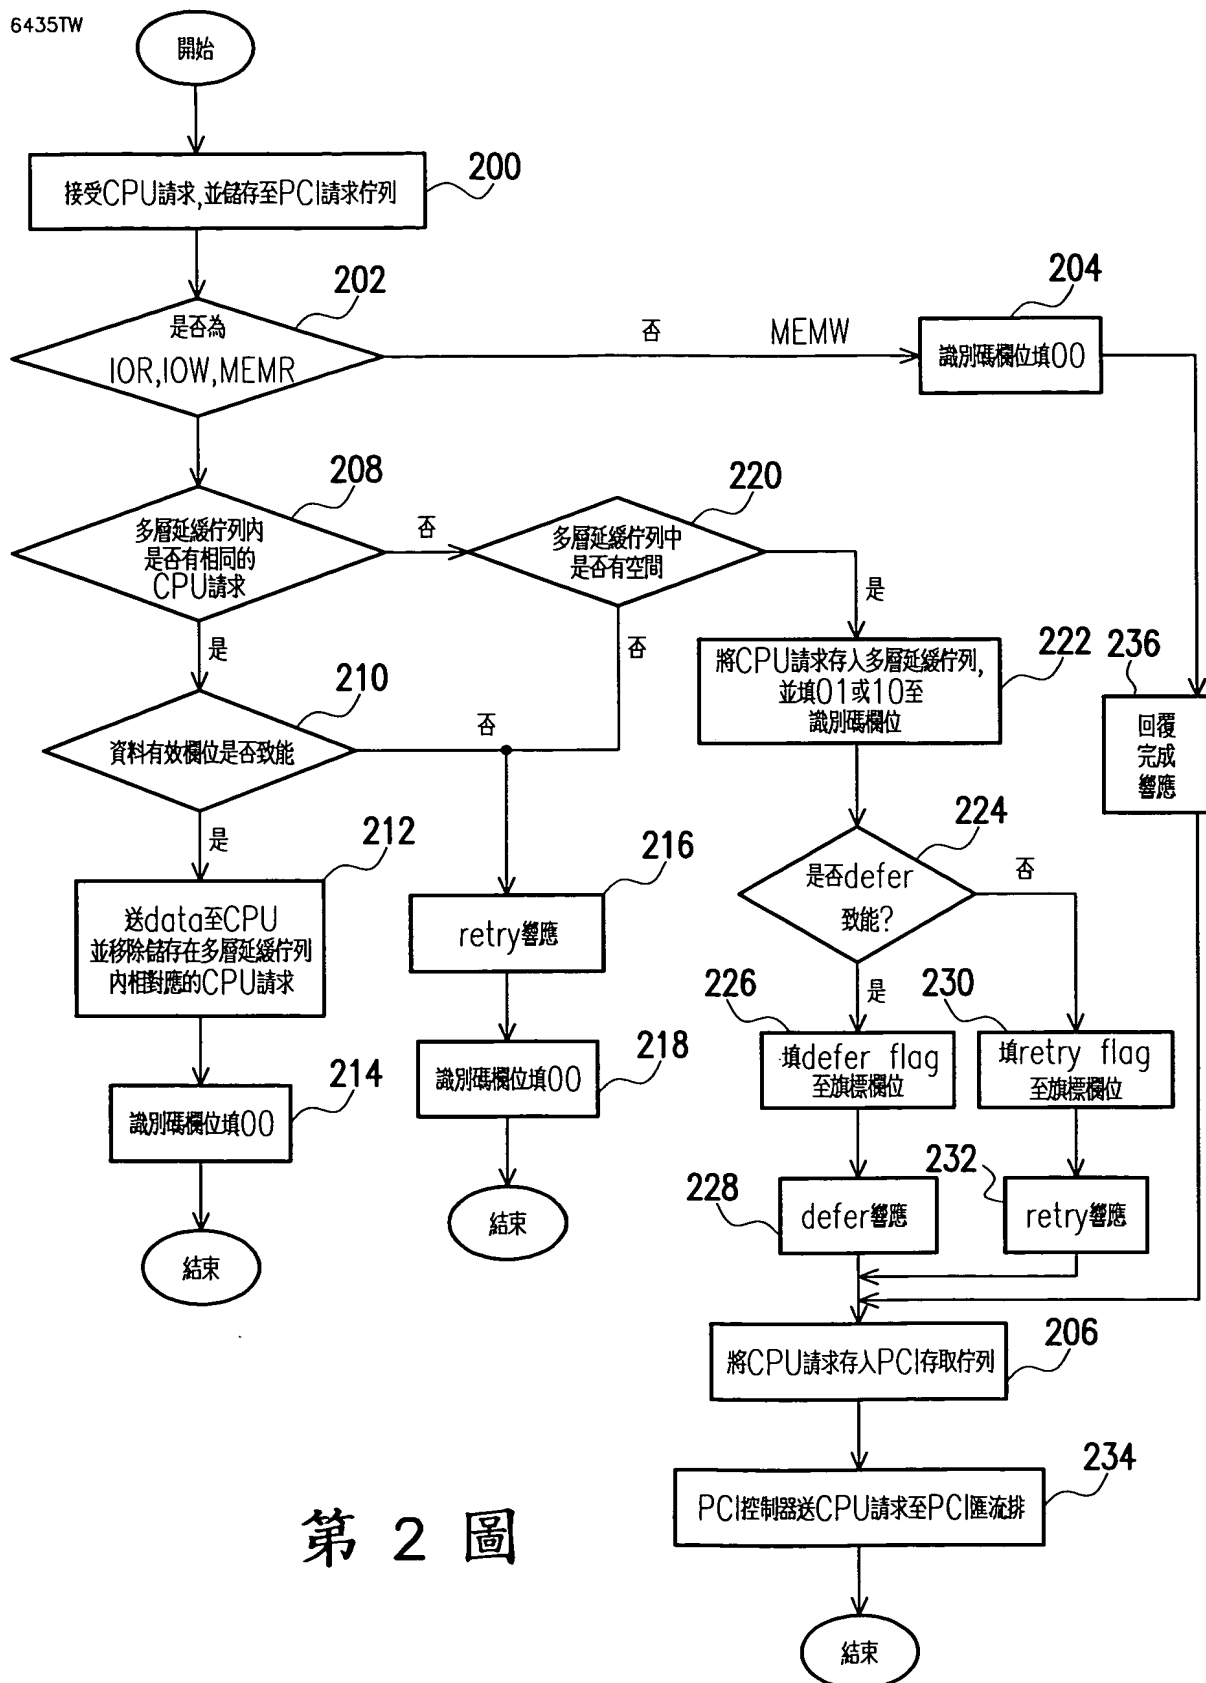 6435TW
開始
200
接受CPU請求,並儲存至PCI請求佇列
202
是否為
IOR,IOW,MEMR
否
MEMW
204
識別碼欄位填00
208
多層延緩佇列內
是否有相同的
CPU請求
否
220
多層延緩佇列中
是否有空間
是
否
是
222
將CPU請求存入多層延緩佇列,
並填01或10至
識別碼欄位
236
回覆
完成
響應
210
資料有效欄位是否致能
否
是
212
送data至CPU
並移除儲存在多層延緩佇列
內相對應的CPU請求
216
retry響應
224
是否defer
致能?
否
是
226
填defer flag
至旗標欄位
230
填retry flag
至旗標欄位
214
識別碼欄位填00
218
識別碼欄位填00
228
defer響應
232
retry響應
結束
結束
206
將CPU請求存入PCI存取佇列
234
PCI控制器送CPU請求至PCI匯流排
結束
第 2 圖